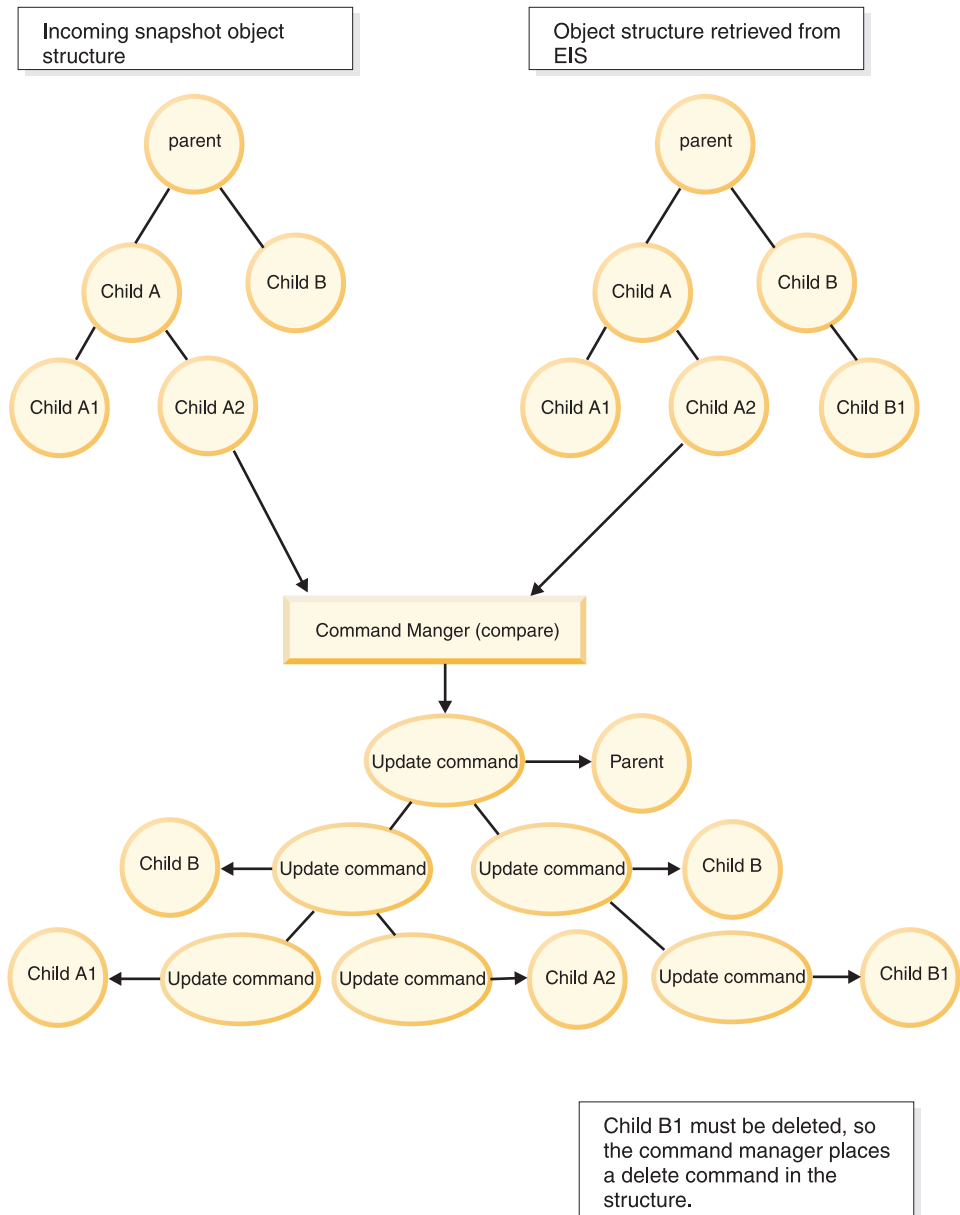 Incoming snapshot object
structure
Object structure retrieved from
EIS
parent
parent
Child A
Child B
Child A
Child B
Child A1
Child A2
Child A1
Child A2
Child B1
Command Manger (compare)
Update command
Parent
Child B
Update command
Update command
Child B
Child A1
Update command
Update command
Child A2
Update command
Child B1
Child B1 must be deleted, so
the command manager places
a delete command in the
structure.